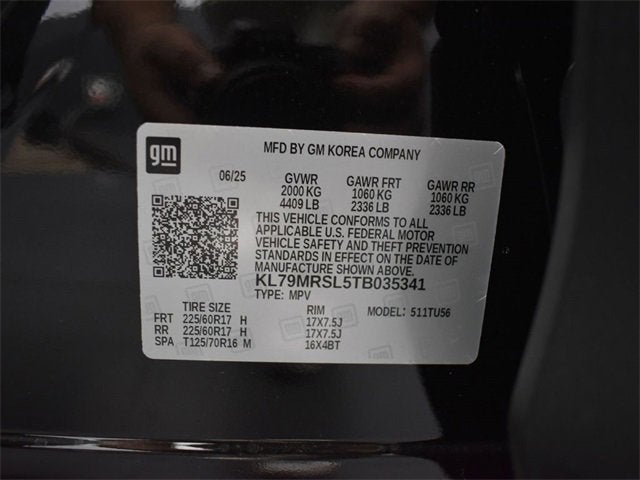 gm
MFD BY GM KOREA COMPANY
06/25 GVWR GAWR FRT GAWR RR
2000 KG 1060 KG 1060 KG
4409 LB 2336 LB 2336 LB
THIS VEHICLE CONFORMS TO ALL
APPLICABLE U.S. FEDERAL MOTOR
VEHICLE SAFETY AND THEFT PREVENTION
STANDARDS IN EFFECT ON THE DATE OF
MANUFACTURE SHOWN ABOVE.
KL79MRSL5TB035341
TYPE: MPV MODEL: 511TU56
TIRE SIZE RIM
FRT 225/60R17 H 17X7.5J
RR 225/60R17 H 17X7.5J
SPA T125/70R16 M 16X4BT